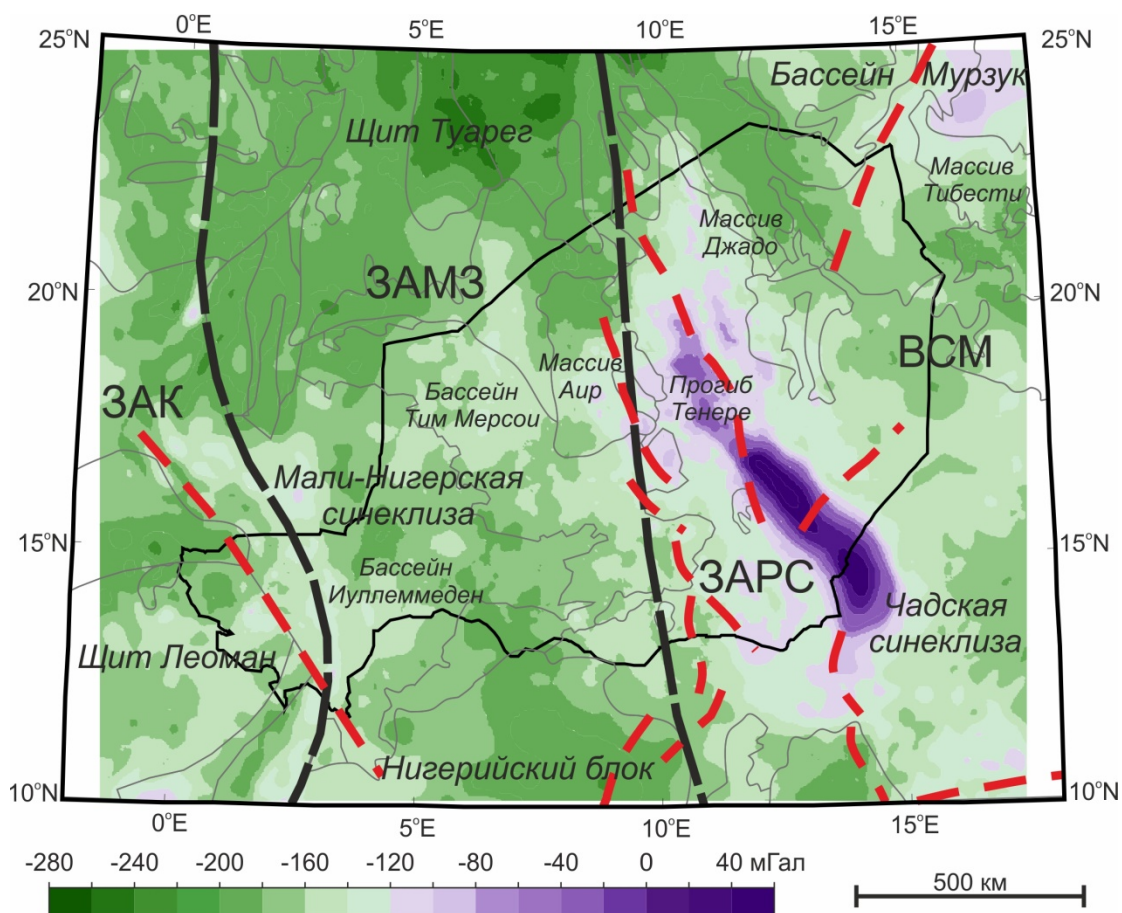 0°E 5°E 10°E 15°E
25°N 25°N
Бассейн Мурзук
Щит Туарег
Массив
Тибести
Массив
Джадо
ЗАМЗ
20°N 20°N
ВСМ
Массив
Аир
Прогиб
Тенере
Бассейн
Тим Мерсои
ЗАК
Мали-Нигерская
синеклиза
15°N 15°N
Бассейн
Иуллеммеден
ЗАРС
Чадская
синеклиза
Щит Леоман
Нигерийский блок
10°N 10°N
0°E 5°E 10°E 15°E
-280 -240 -200 -160 -120 -80 -40 0 40 мГал
500 км